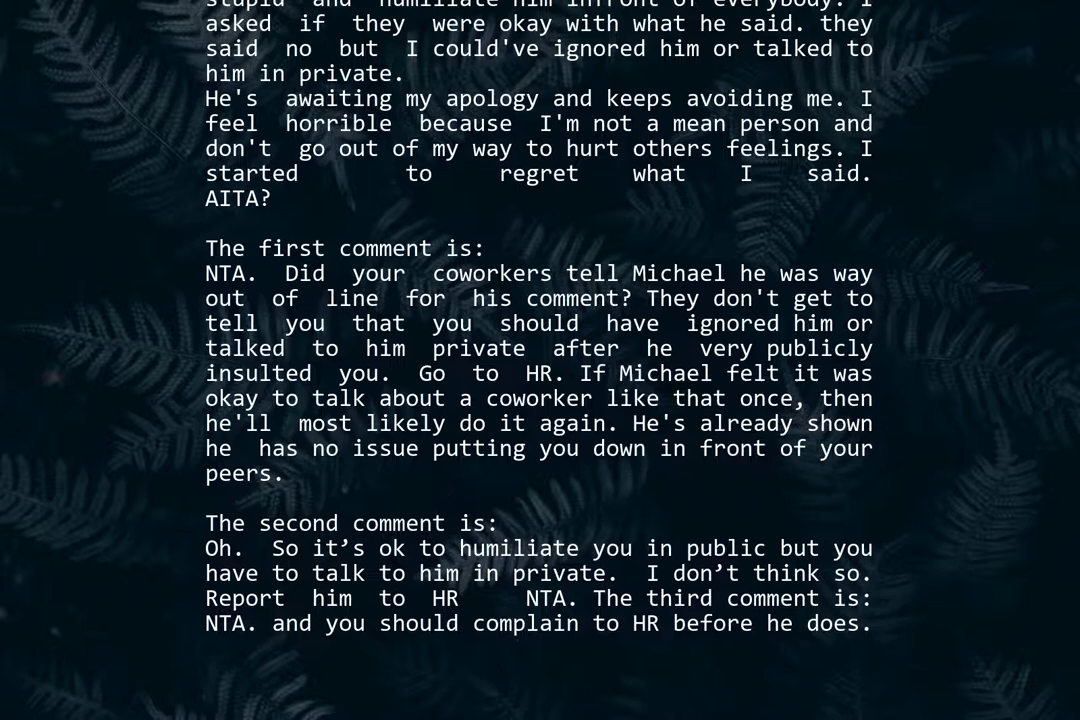 stupid and humiliate him infront of everybody. I
asked if they were okay with what he said. they
said no but I could've ignored him or talked to
him in private.
He's awaiting my apology and keeps avoiding me. I
feel horrible because I'm not a mean person and
don't go out of my way to hurt others feelings. I
started to regret what I said.
AITA?

The first comment is:
NTA. Did your coworkers tell Michael he was way
out of line for his comment? They don't get to
tell you that you should have ignored him or
talked to him private after he very publicly
insulted you. Go to HR. If Michael felt it was
okay to talk about a coworker like that once, then
he'll most likely do it again. He's already shown
he has no issue putting you down in front of your
peers.

The second comment is:
Oh. So it’s ok to humiliate you in public but you
have to talk to him in private. I don’t think so.
Report him to HR NTA. The third comment is:
NTA. and you should complain to HR before he does.